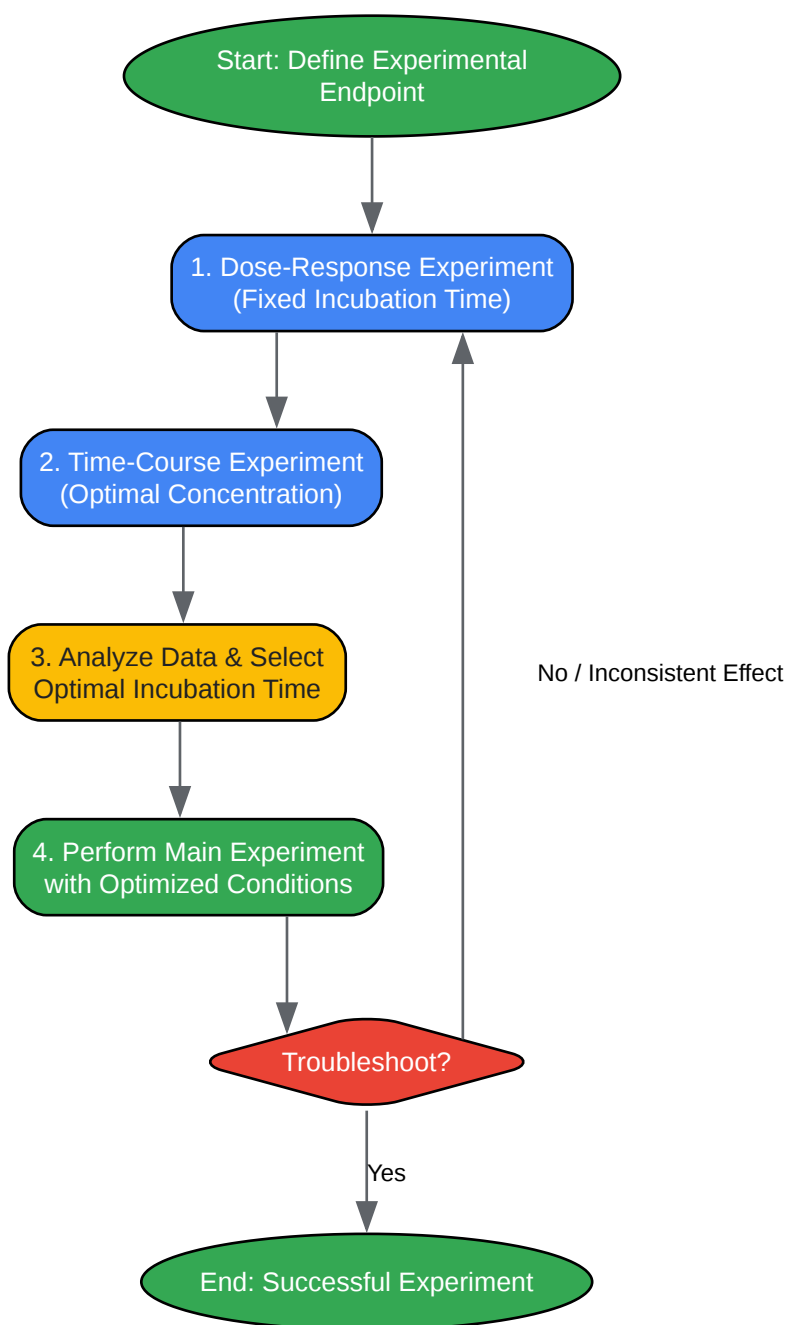 Start: Define Experimental
Endpoint
1. Dose-Response Experiment
(Fixed Incubation Time)
2. Time-Course Experiment
(Optimal Concentration)
3. Analyze Data & Select
Optimal Incubation Time
No / Inconsistent Effect
4. Perform Main Experiment
with Optimized Conditions
Troubleshoot?
Yes
End: Successful Experiment